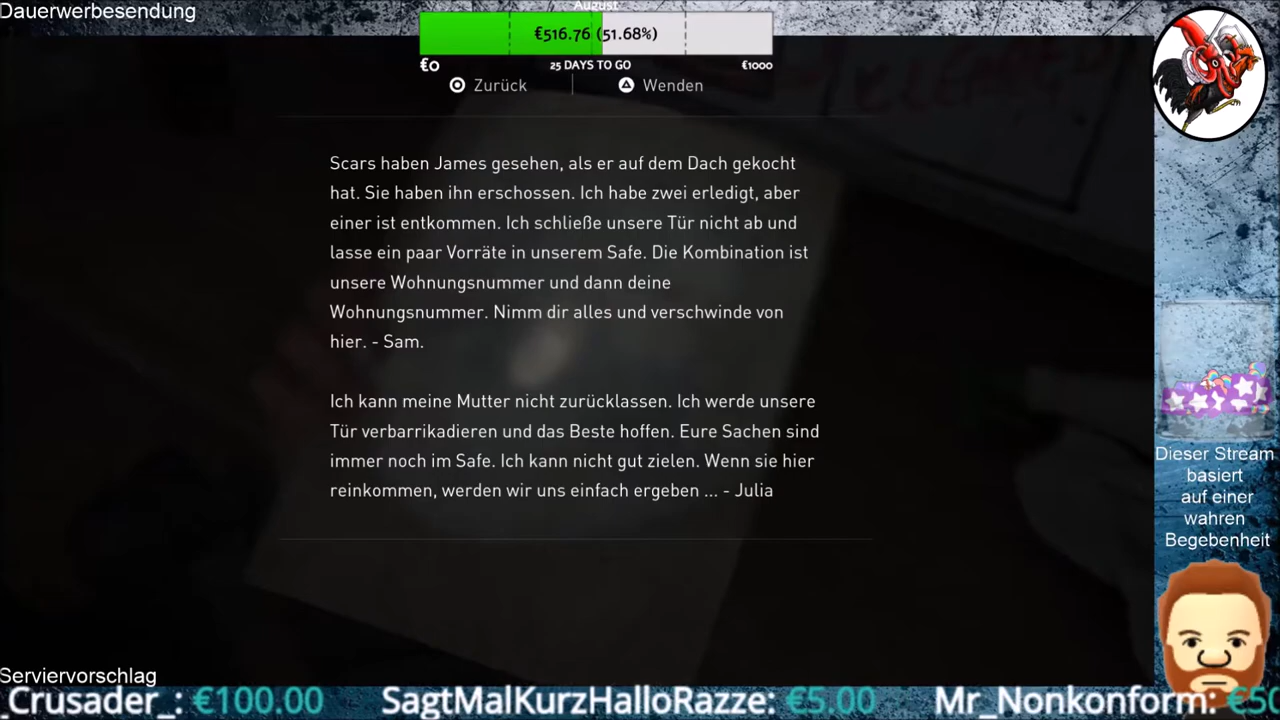 Dauerwerbesendung
August
€516.76 (51.68%)
€0 25 DAYS TO GO €1000
Zurück Wenden
Scars haben James gesehen, als er auf dem Dach gekocht
hat. Sie haben ihn erschossen. Ich habe zwei erledigt, aber
einer ist entkommen. Ich schließe unsere Tür nicht ab und
lasse ein paar Vorräte in unserem Safe. Die Kombination ist
unsere Wohnungsnummer und dann deine
Wohnungsnummer. Nimm dir alles und verschwinde von
hier. - Sam.
Ich kann meine Mutter nicht zurücklassen. Ich werde unsere
Tür verbarrikadieren und das Beste hoffen. Eure Sachen sind
immer noch im Safe. Ich kann nicht gut zielen. Wenn sie hier
reinkommen, werden wir uns einfach ergeben ... - Julia
Dieser Stream
basiert
auf einer
wahren
Begebenheit
Serviervorschlag
Crusader_: €100.00 SagtMalKurzHalloRazze: €5.00 Mr_Nonkonform: €50